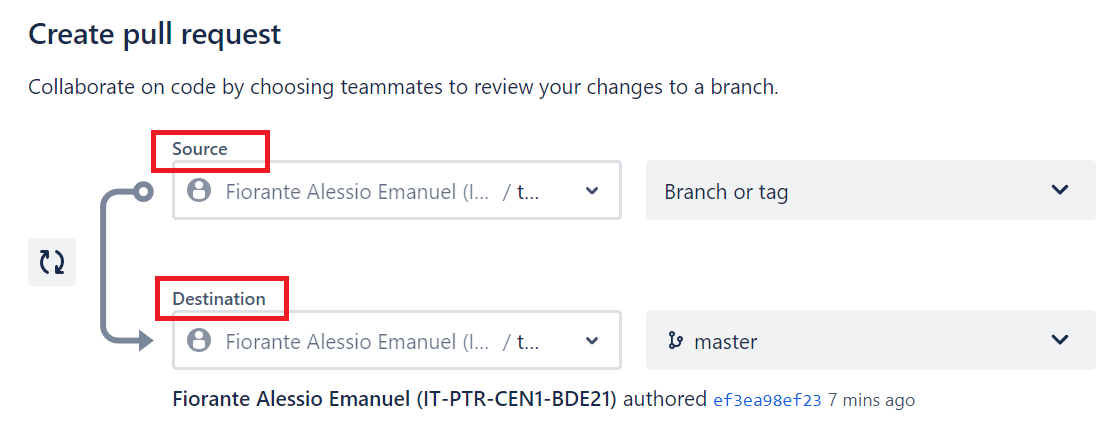 Create pull request
Collaborate on code by choosing teammates to review your changes to a branch.
Source
Fiorante Alessio Emanuel (I... / t...
Branch or tag
Destination
Fiorante Alessio Emanuel (I... / t...
master
Fiorante Alessio Emanuel (IT-PTR-CEN1-BDE21) authored ef3ea98ef23 7 mins ago